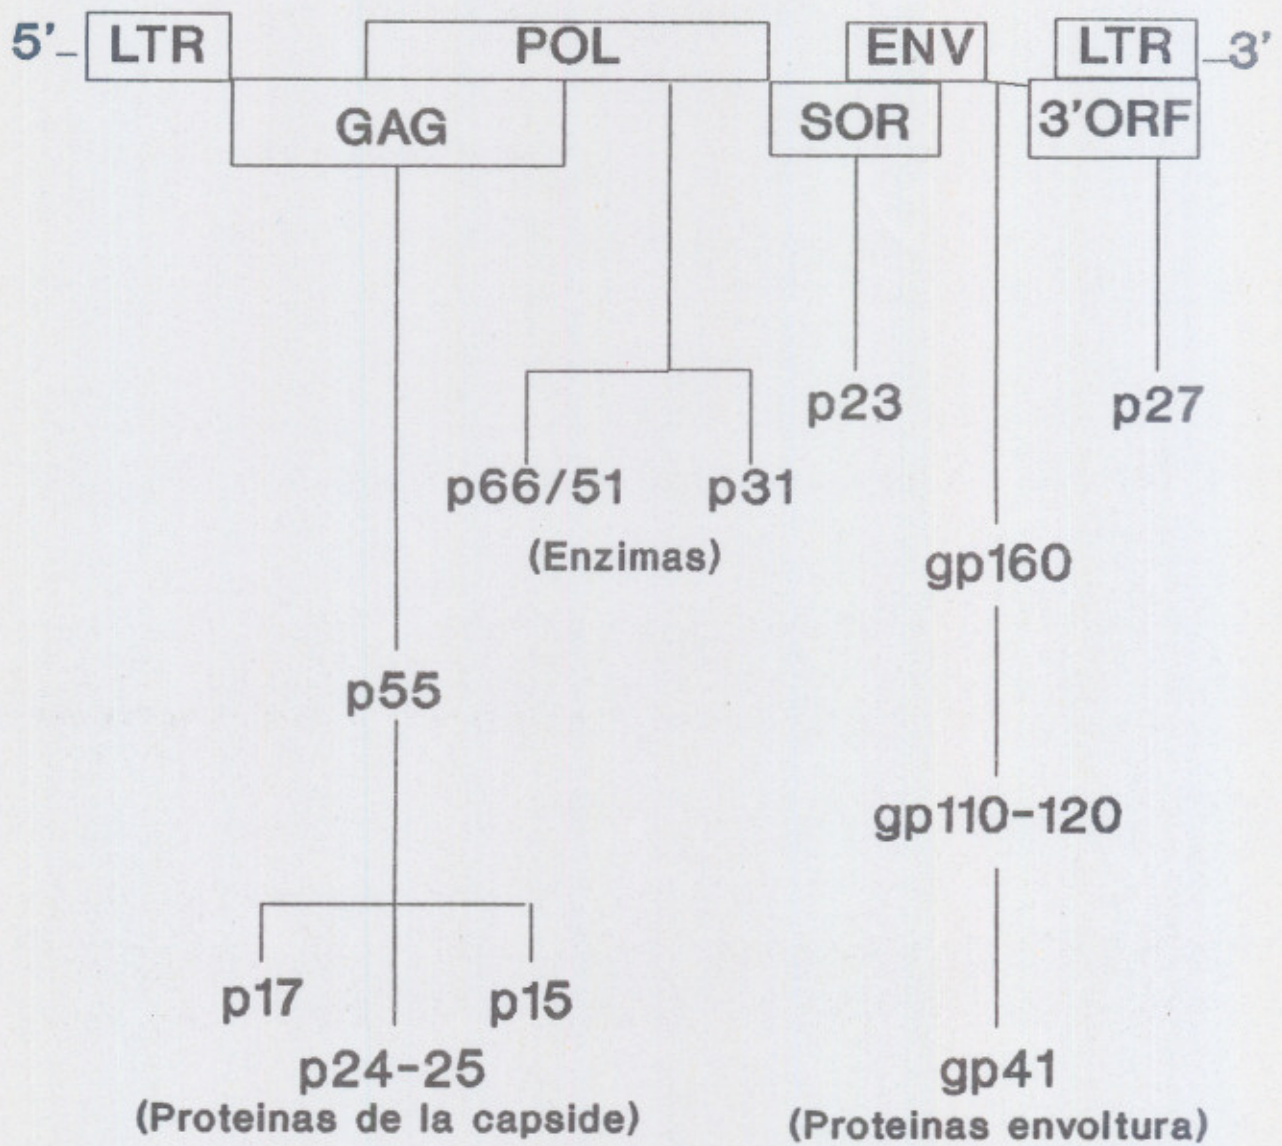 5'- LTR POL ENV LTR -3'
GAG SOR 3'ORF
p23 p27
p66/51 p31
(Enzimas) gp160
p55
gp110-120
p17 p15
p24-25 gp41
(Proteinas de la capside) (Proteinas envoltura)